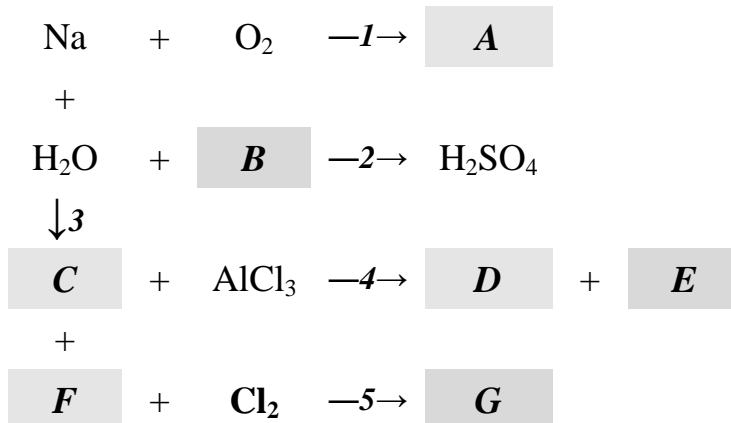 Na + O₂ —1→ A
+
H₂O + B —2→ H₂SO₄
↓3
C + AlCl₃ —4→ D + E
+
F + Cl₂ —5→ G